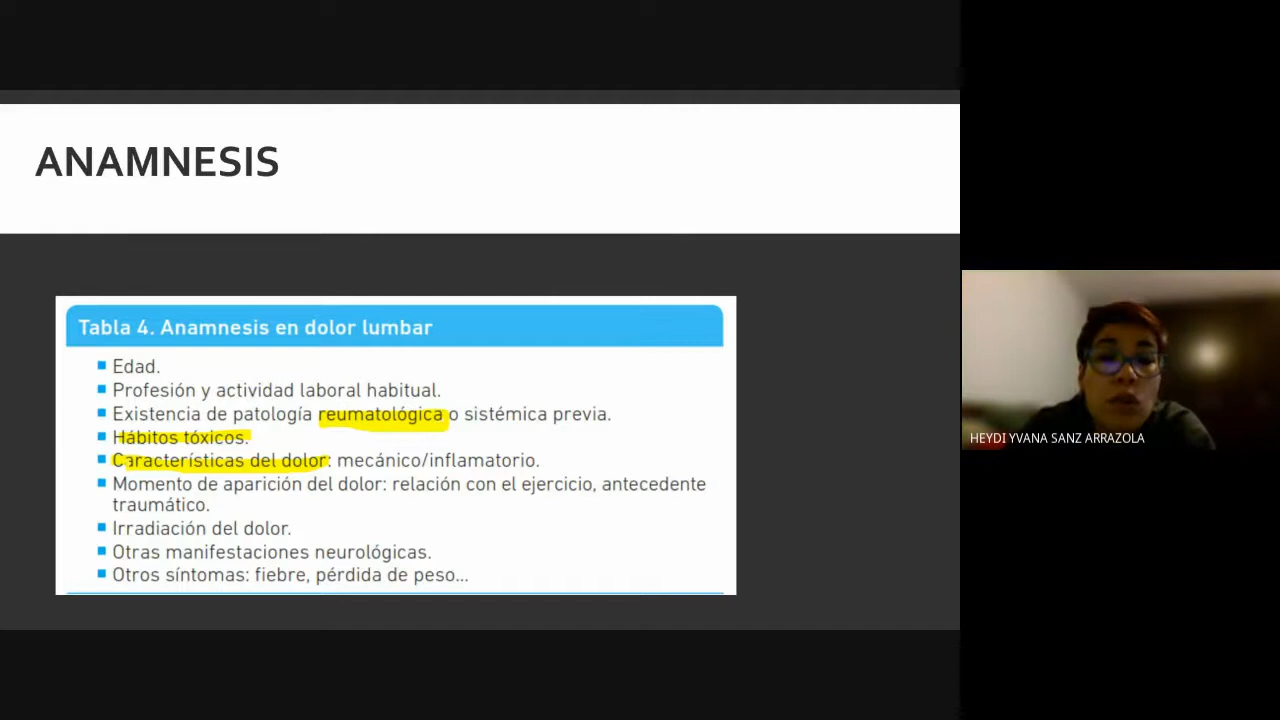 ANAMNESIS
Tabla 4. Anamnesis en dolor lumbar
Edad.
Profesión y actividad laboral habitual.
Existencia de patología reumatológica o sistémica previa.
Hábitos tóxicos.
Características del dolor: mecánico/inflamatorio.
Momento de aparición del dolor: relación con el ejercicio, antecedente
traumático.
Irradiación del dolor.
Otras manifestaciones neurológicas.
Otros síntomas: fiebre, pérdida de peso...
HEYDI YVANA SANZ ARRAZOLA